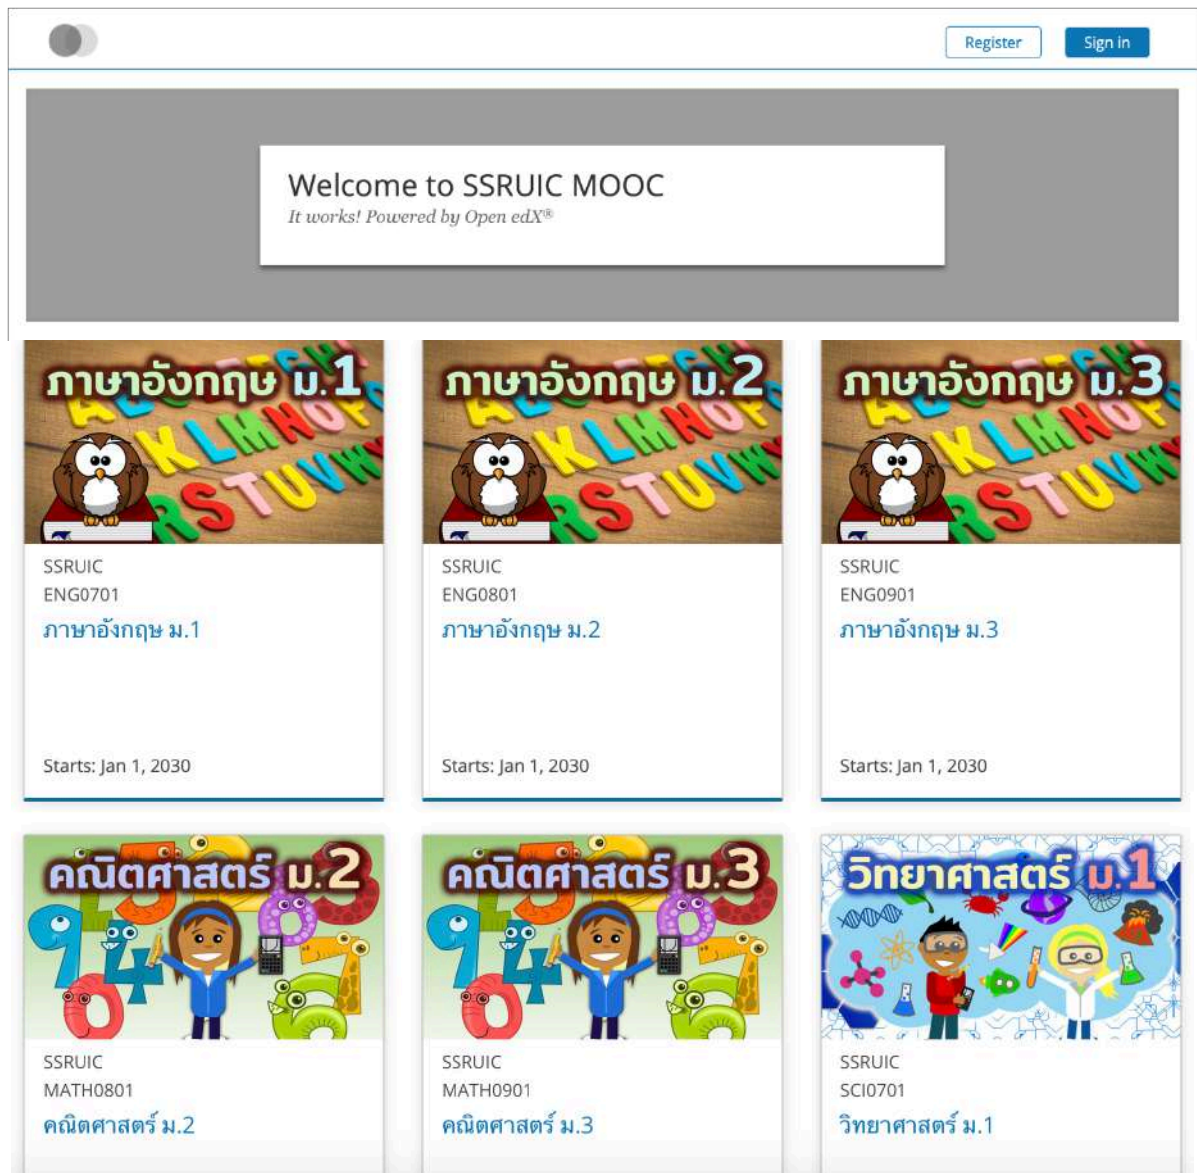 Register
Sign in
Welcome to SSRUIC MOOC
It works! Powered by Open edX®
ภาษาอังกฤษ ม.1
SSRUIC
ENG0701
ภาษาอังกฤษ ม.1
Starts: Jan 1, 2030
ภาษาอังกฤษ ม.2
SSRUIC
ENG0801
ภาษาอังกฤษ ม.2
Starts: Jan 1, 2030
ภาษาอังกฤษ ม.3
SSRUIC
ENG0901
ภาษาอังกฤษ ม.3
Starts: Jan 1, 2030
คณิตศาสตร์ ม.2
SSRUIC
MATH0801
คณิตศาสตร์ ม.2
คณิตศาสตร์ ม.3
SSRUIC
MATH0901
คณิตศาสตร์ ม.3
วิทยาศาสตร์ ม.1
SSRUIC
SCI0701
วิทยาศาสตร์ ม.1